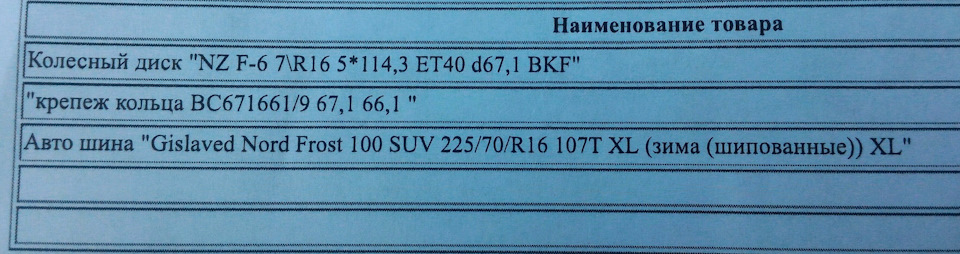 Наименование товара
Колесный диск "NZ F-6 7\R16 5*114,3 ET40 d67,1 BKF"
"крепеж кольца BC671661/9 67,1 66,1 "
Авто шина "Gislaved Nord Frost 100 SUV 225/70/R16 107T XL (зима (шипованные)) XL"